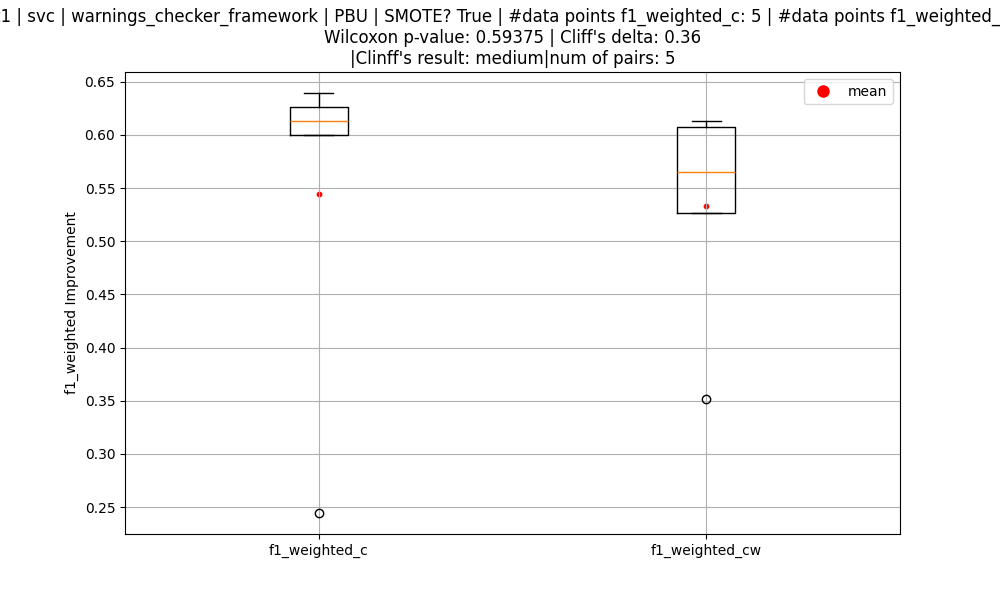 1 | svc | warnings_checker_framework | PBU | SMOTE? True | #data points f1_weighted_c: 5 | #data points f1_weighted_
Wilcoxon p-value: 0.59375 | Cliff's delta: 0.36
|Clinff's result: medium|num of pairs: 5
mean
0.65
0.60
0.55
0.50
0.45
0.40
0.35
0.30
0.25
f1_weighted Improvement
f1_weighted_c
f1_weighted_cw